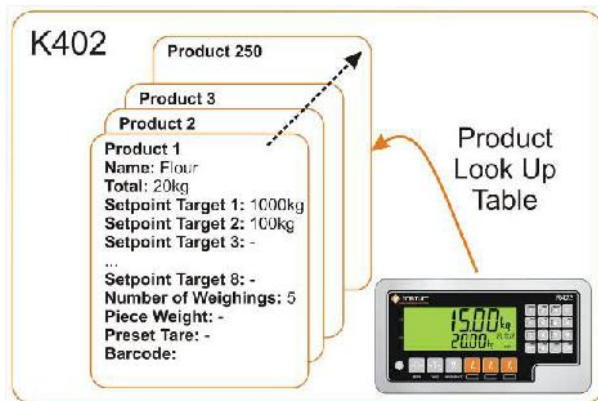 K402
Product 250
Product 3
Product 2
Product 1
Name: Flour
Total: 20kg
Setpoint Target 1: 1000kg
Setpoint Target 2: 100kg
Setpoint Target 3: -
...
Setpoint Target 8: -
Number of Weighings: 5
Piece Weight: -
Preset Tare: -
Barcode:
Product
Look Up
Table
15.00 kg
20.00 kg